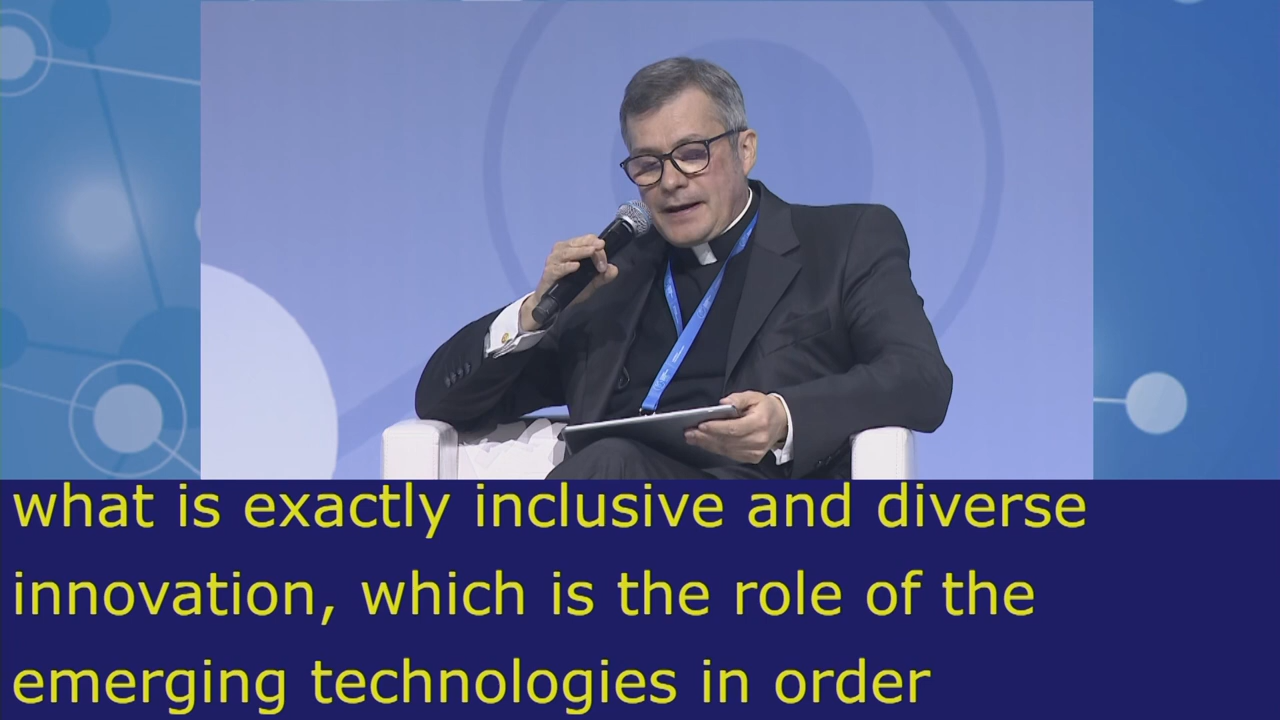 what is exactly inclusive and diverse
innovation, which is the role of the
emerging technologies in order